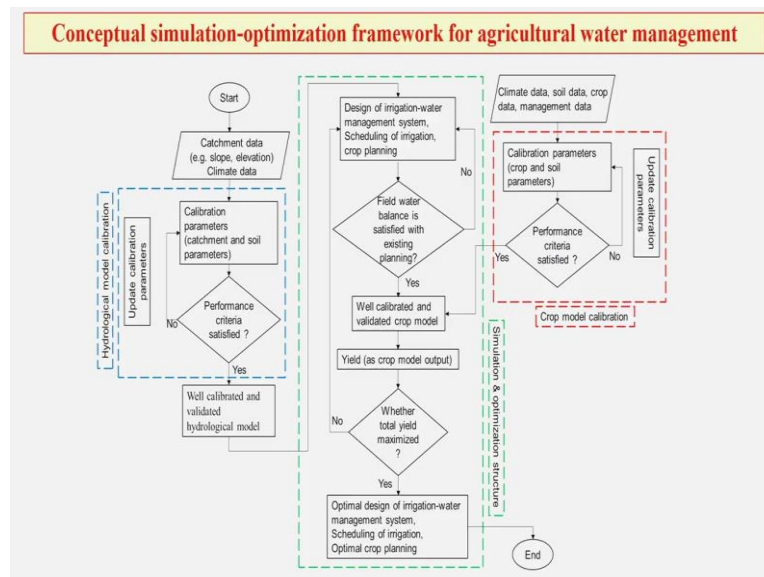 Conceptual simulation-optimization framework for agricultural water management
Start
Catchment data
(e.g. slope, elevation)
Climate data
Hydrological model calibration
Update calibration
parameters
Calibration
parameters
(catchment and soil
parameters)
Performance
criteria
satisfied ?
No
Yes
Well calibrated and
validated
hydrological model
Design of irrigation-water
management system,
Scheduling of irrigation,
crop planning
No
Field water
balance is
satisfied with
existing
planning?
Yes
Well calibrated and
validated crop model
Yield (as crop model output)
No
Whether
total yield
maximized
?
Yes
Optimal design of irrigation-water
management system,
Scheduling of irrigation,
Optimal crop planning
Simulation & optimization structure
End
Climate data, soil data, crop
data, management data
Calibration parameters
(crop and soil
parameters)
Update calibration
parameters
Performance
criteria
satisfied ?
Yes
No
Crop model calibration